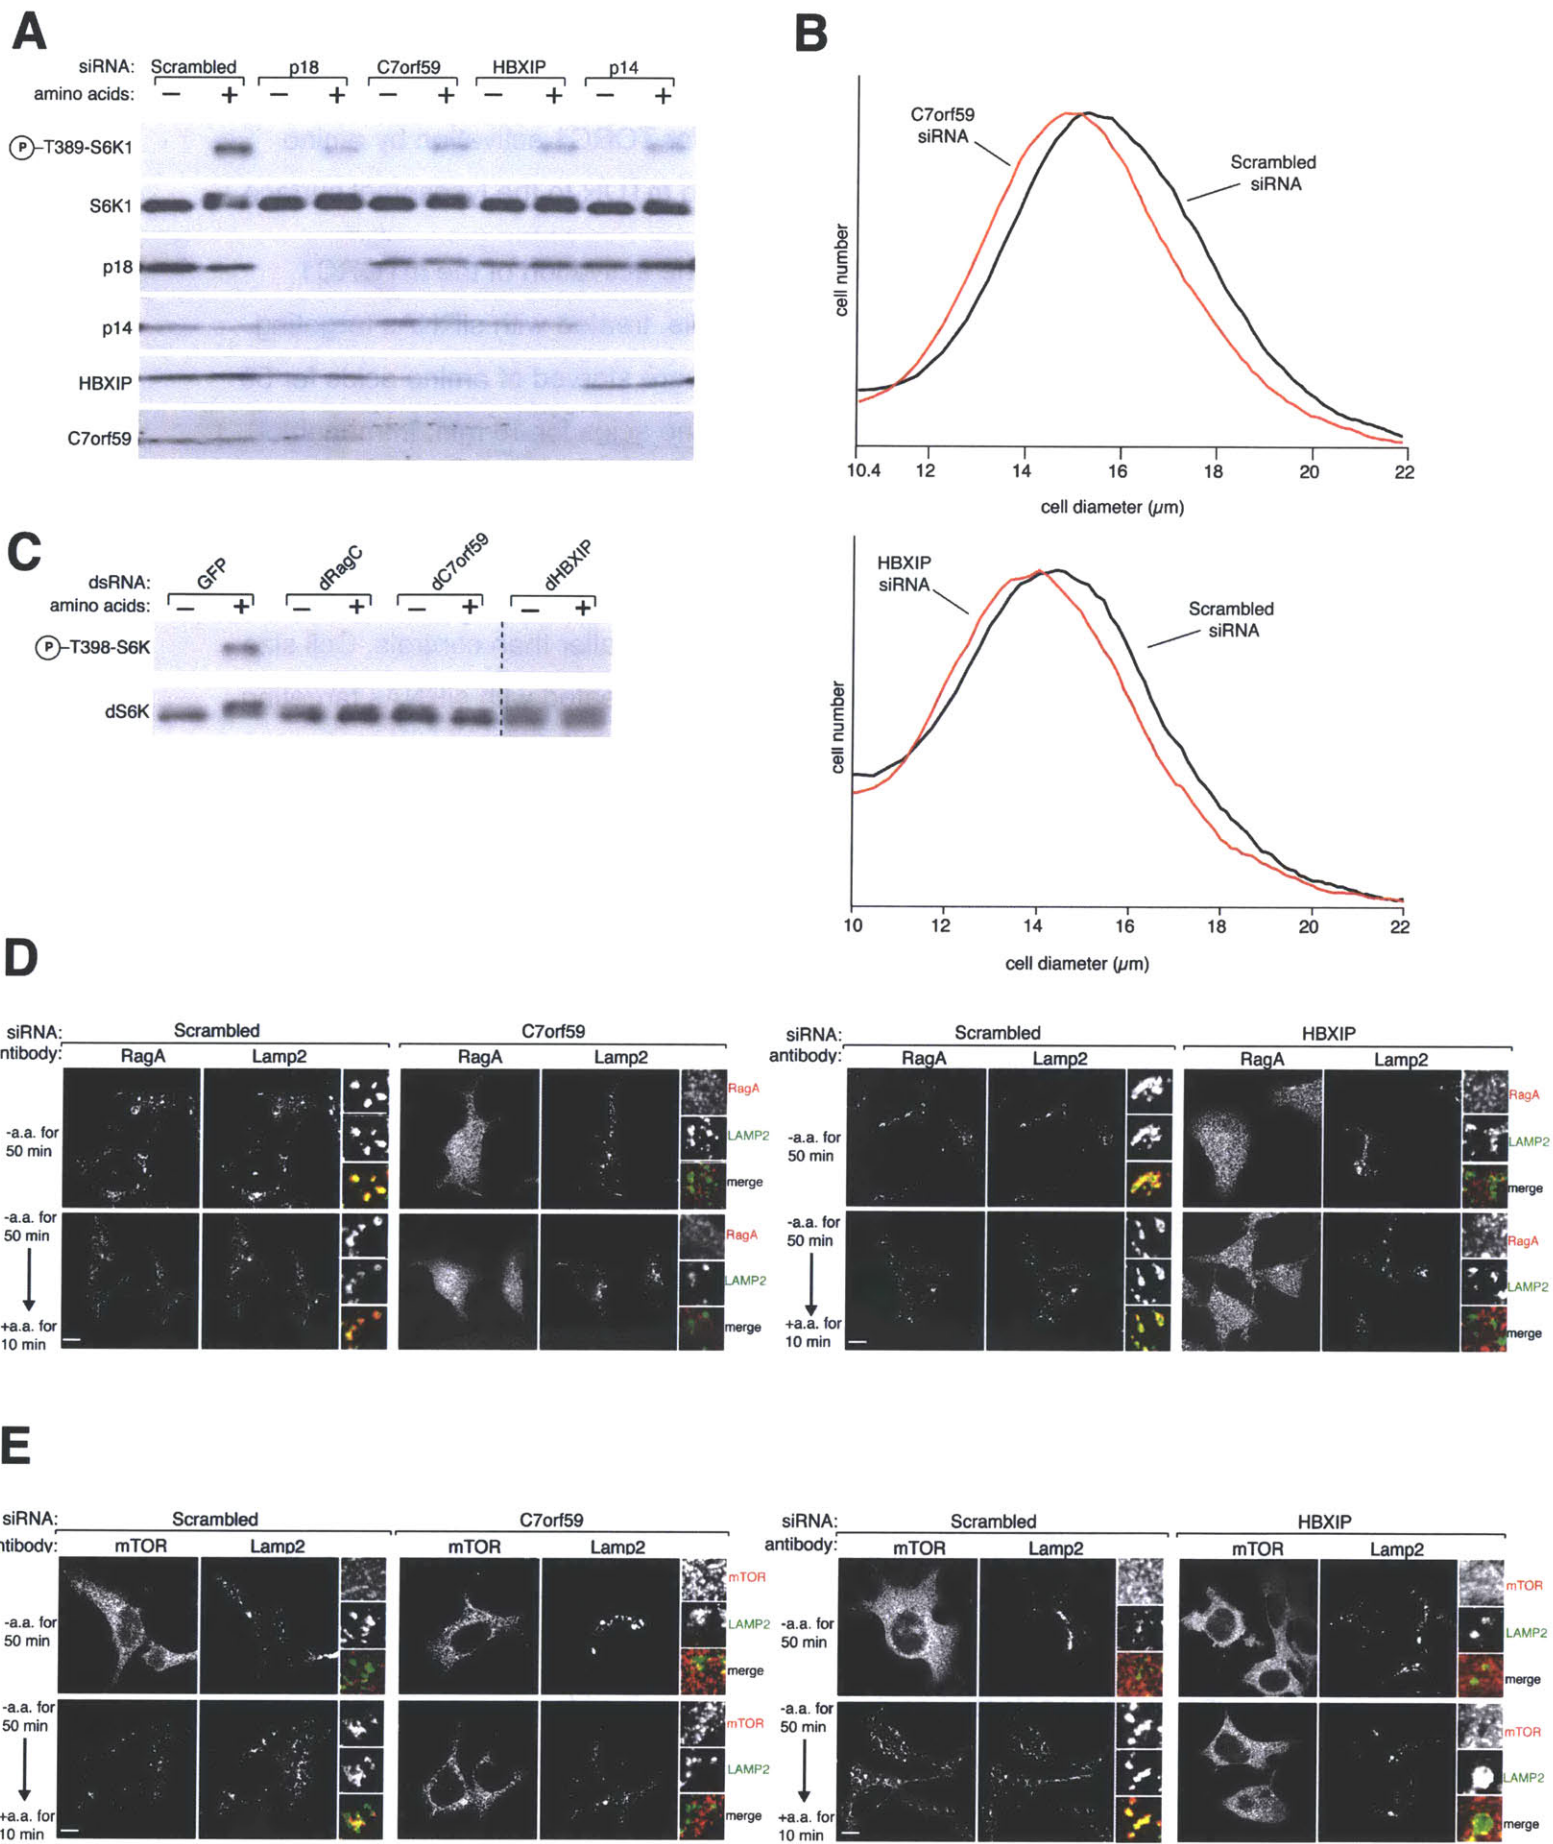 A
siRNA: Scrambled p18 C7orf59 HBXIP p14
amino acids: − + − + − + − + − +
P-T389-S6K1
S6K1
p18
p14
HBXIP
C7orf59
B
C7orf59
siRNA
Scrambled
siRNA
cell number
10.4 12 14 16 18 20 22
cell diameter (µm)
HBXIP
siRNA
Scrambled
siRNA
cell number
10 12 14 16 18 20 22
cell diameter (µm)
C
dsRNA: GFP dRagC dC7orf59 dHBXIP
amino acids: − + − + − + − +
P-T398-S6K
dS6K
D
siRNA: Scrambled C7orf59
ntibody: RagA Lamp2 RagA Lamp2
-a.a. for
50 min
RagA
LAMP2
merge
-a.a. for
50 min
+a.a. for
10 min
RagA
LAMP2
merge
siRNA: Scrambled HBXIP
antibody: RagA Lamp2 RagA Lamp2
-a.a. for
50 min
RagA
LAMP2
merge
-a.a. for
50 min
+a.a. for
10 min
RagA
LAMP2
merge
E
siRNA: Scrambled C7orf59
ntibody: mTOR Lamp2 mTOR Lamp2
-a.a. for
50 min
mTOR
LAMP2
merge
-a.a. for
50 min
+a.a. for
10 min
mTOR
LAMP2
merge
siRNA: Scrambled HBXIP
antibody: mTOR Lamp2 mTOR Lamp2
-a.a. for
50 min
mTOR
LAMP2
merge
-a.a. for
50 min
+a.a. for
10 min
mTOR
LAMP2
merge